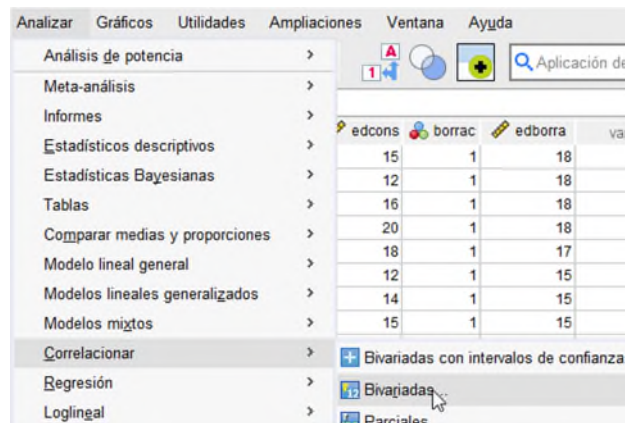 Analizar Gráficos Utilidades Ampliaciones Ventana Ayuda
Análisis de potencia
Meta-análisis
Informes
Estadísticos descriptivos
Estadísticas Bayesianas
Tablas
Comparar medias y proporciones
Modelo lineal general
Modelos lineales generalizados
Modelos mixtos
Correlacionar
Regresión
Loglineal
A
1
Aplicación de
edcons borrac edborra va
15 1 18
12 1 18
16 1 18
20 1 18
18 1 17
12 1 15
14 1 15
15 1 15
Bivariadas con intervalos de confianza
Bivariadas...
Parciales